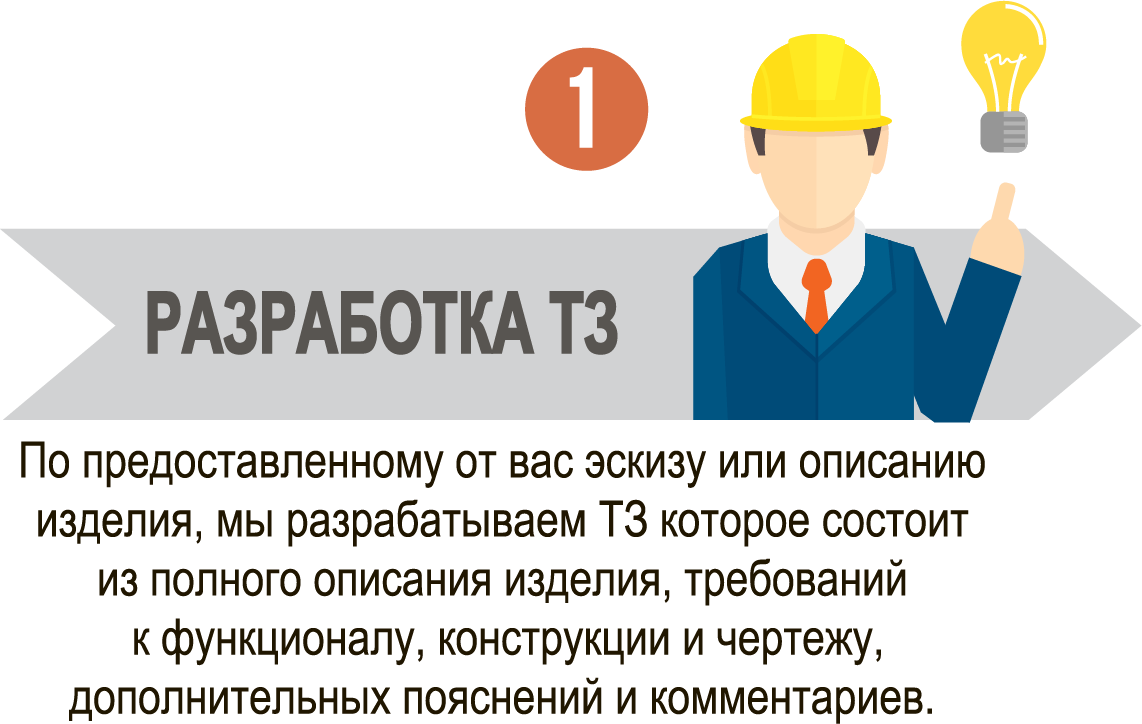 1
РАЗРАБОТКА ТЗ
По предоставленному от вас эскизу или описанию
изделия, мы разрабатываем ТЗ которое состоит
из полного описания изделия, требований
к функционалу, конструкции и чертежу,
дополнительных пояснений и комментариев.